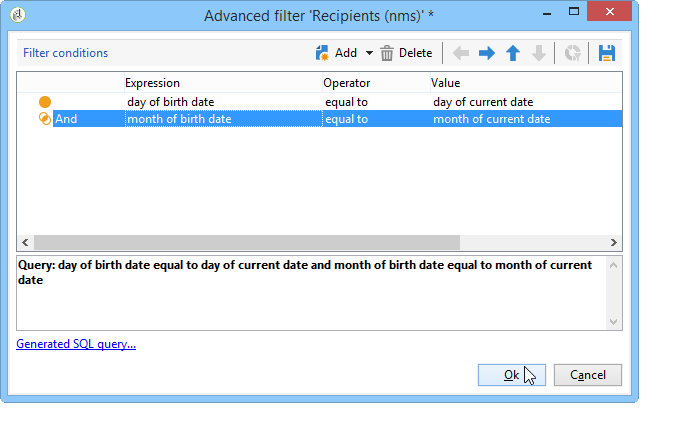 Advanced filter 'Recipients (nms)' *
Filter conditions Add Delete
Expression Operator Value
day of birth date equal to day of current date
And month of birth date equal to month of current date
Query: day of birth date equal to day of current date and month of birth date equal to month of current
date
Generated SQL query...
Ok Cancel